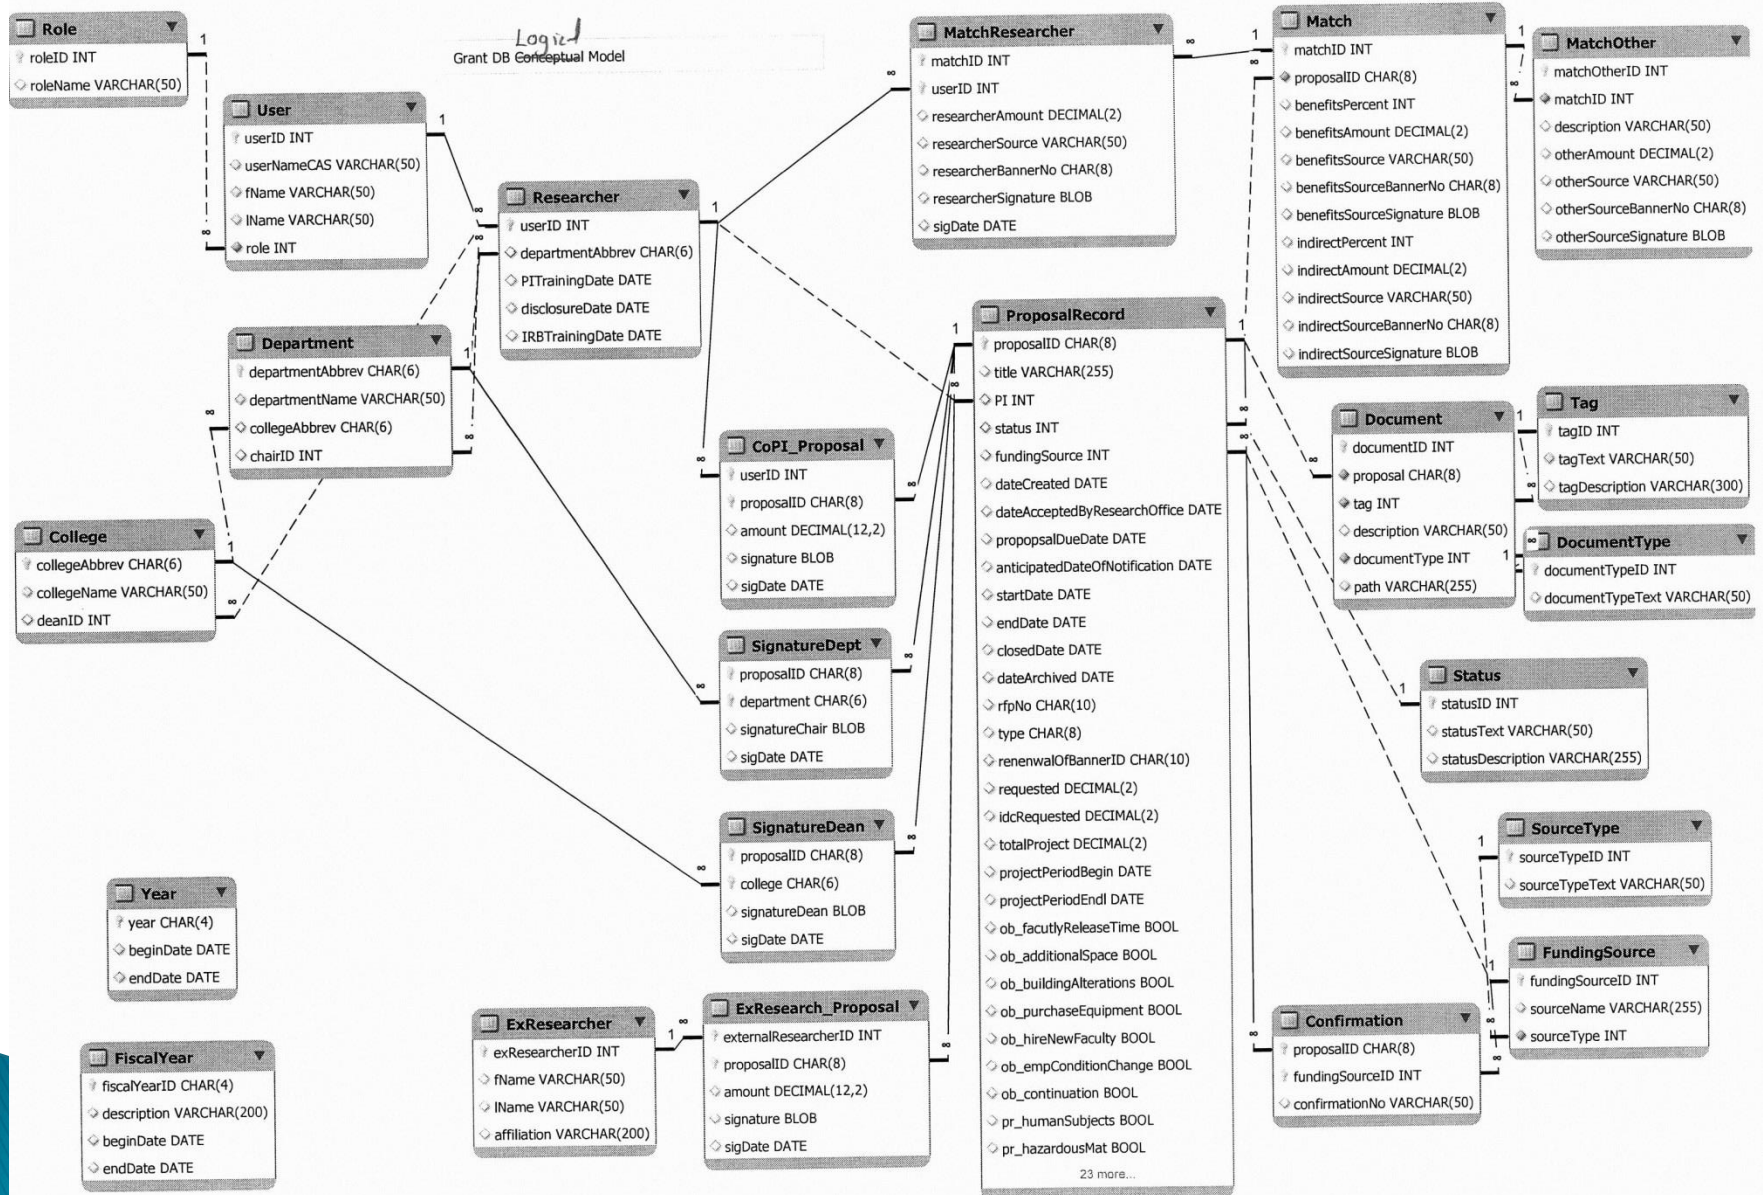 Logical
Grant DB Conceptual Model
Role
roleID INT
roleName VARCHAR(50)
User
userID INT
userNameCAS VARCHAR(50)
fName VARCHAR(50)
lName VARCHAR(50)
role INT
Researcher
userID INT
departmentAbbrev CHAR(6)
PITrainingDate DATE
disclosureDate DATE
IRBTrainingDate DATE
Department
departmentAbbrev CHAR(6)
departmentName VARCHAR(50)
collegeAbbrev CHAR(6)
chairID INT
College
collegeAbbrev CHAR(6)
collegeName VARCHAR(50)
deanID INT
Year
year CHAR(4)
beginDate DATE
endDate DATE
FiscalYear
fiscalYearID CHAR(4)
description VARCHAR(200)
beginDate DATE
endDate DATE
MatchResearcher
matchID INT
userID INT
researcherAmount DECIMAL(2)
researcherSource VARCHAR(50)
researcherBannerNo CHAR(8)
researcherSignature BLOB
sigDate DATE
Match
matchID INT
proposalID CHAR(8)
benefitsPercent INT
benefitsAmount DECIMAL(2)
benefitsSource VARCHAR(50)
benefitsSourceBannerNo CHAR(8)
benefitsSourceSignature BLOB
indirectPercent INT
indirectAmount DECIMAL(2)
indirectSource VARCHAR(50)
indirectSourceBannerNo CHAR(8)
indirectSourceSignature BLOB
MatchOther
matchOtherID INT
matchID INT
description VARCHAR(50)
otherAmount DECIMAL(2)
otherSource VARCHAR(50)
otherSourceBannerNo CHAR(8)
otherSourceSignature BLOB
CoPI_Proposal
userID INT
proposalID CHAR(8)
amount DECIMAL(12,2)
signature BLOB
sigDate DATE
SignatureDept
proposalID CHAR(8)
department CHAR(6)
signatureChair BLOB
sigDate DATE
SignatureDean
proposalID CHAR(8)
college CHAR(6)
signatureDean BLOB
sigDate DATE
ExResearcher
exResearcherID INT
fName VARCHAR(50)
lName VARCHAR(50)
affiliation VARCHAR(200)
ExResearch_Proposal
externalResearcherID INT
proposalID CHAR(8)
amount DECIMAL(12,2)
signature BLOB
sigDate DATE
ProposalRecord
proposalID CHAR(8)
title VARCHAR(255)
PI INT
status INT
fundingSource INT
dateCreated DATE
dateAcceptedByResearchOffice DATE
propopsalDueDate DATE
anticipatedDateOfNotification DATE
startDate DATE
endDate DATE
closedDate DATE
dateArchived DATE
rfpNo CHAR(10)
type CHAR(8)
renenwalOfBannerID CHAR(10)
requested DECIMAL(2)
idcRequested DECIMAL(2)
totalProject DECIMAL(2)
projectPeriodBegin DATE
projectPeriodEndl DATE
ob_facutlyReleaseTime BOOL
ob_additionalSpace BOOL
ob_buildingAlterations BOOL
ob_purchaseEquipment BOOL
ob_hireNewFaculty BOOL
ob_empConditionChange BOOL
ob_continuation BOOL
pr_humanSubjects BOOL
pr_hazardousMat BOOL
23 more...
Document
documentID INT
proposal CHAR(8)
tag INT
description VARCHAR(50)
documentType INT
path VARCHAR(255)
Tag
tagID INT
tagText VARCHAR(50)
tagDescription VARCHAR(300)
DocumentType
documentTypeID INT
documentTypeText VARCHAR(50)
Status
statusID INT
statusText VARCHAR(50)
statusDescription VARCHAR(255)
SourceType
sourceTypeID INT
sourceTypeText VARCHAR(50)
FundingSource
fundingSourceID INT
sourceName VARCHAR(255)
sourceType INT
Confirmation
proposalID CHAR(8)
fundingSourceID INT
confirmationNo VARCHAR(50)